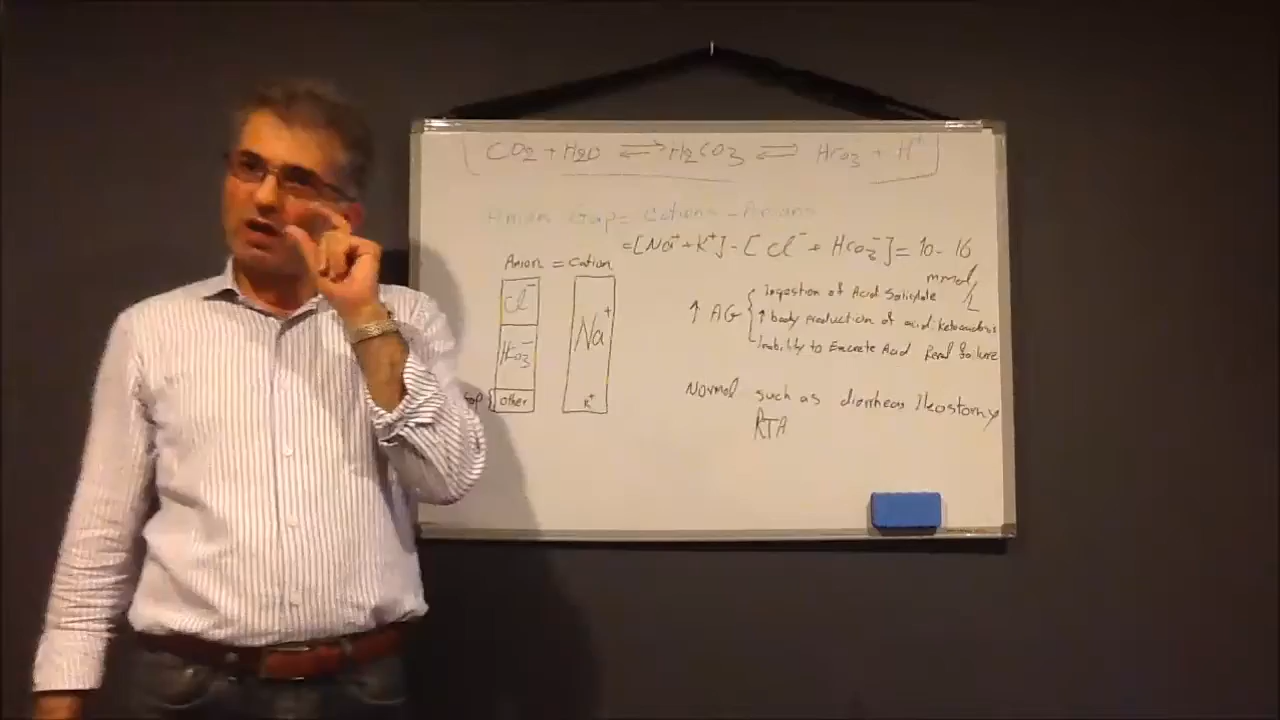 CO2 + H2O ⇌ H2CO3 ⇌ HCO3⁻ + H⁺
Anion Gap = Cations - Anions
= [Na⁺ + K⁺] - [Cl⁻ + HCO3⁻] = 10 - 16
mmol/L
Anion = Cation
Cl⁻
HCO3⁻
Gap { other
Na⁺
K⁺
↑ AG { Ingestion of Acid Salicylate
↑ body production of acid: ketoacidosis
Inability to Excrete Acid Renal failure
Normal such as diarrheas Ileostomy
RTA